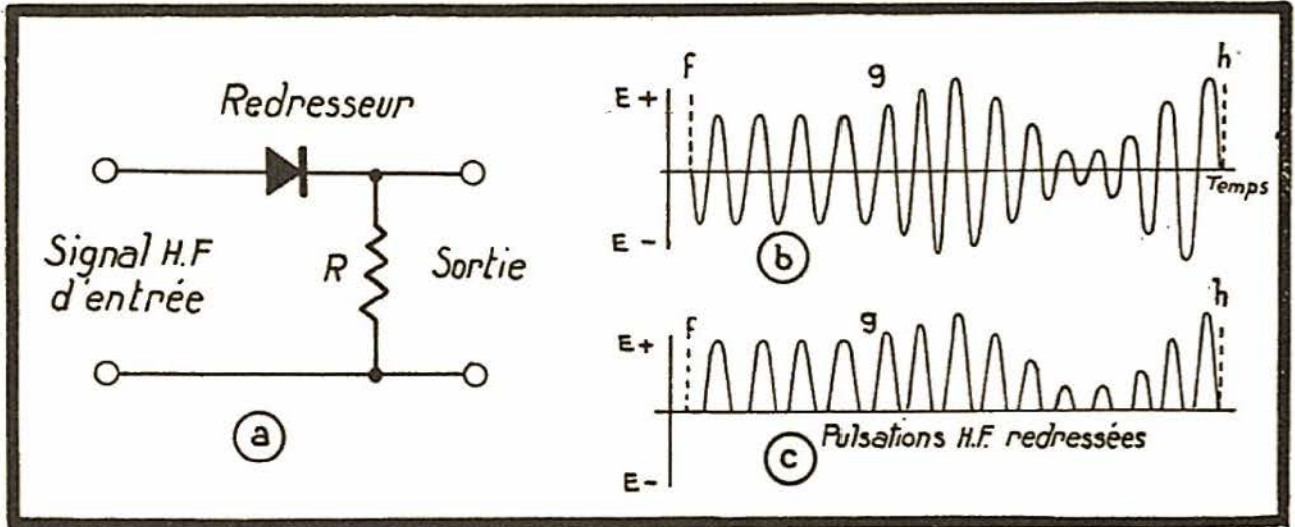 Redresseur
Signal H.F
d'entrée
R
Sortie
a
f
g
h
E +
E -
Temps
b
f
g
h
E+
E-
Pulsations H.F. redressées
c